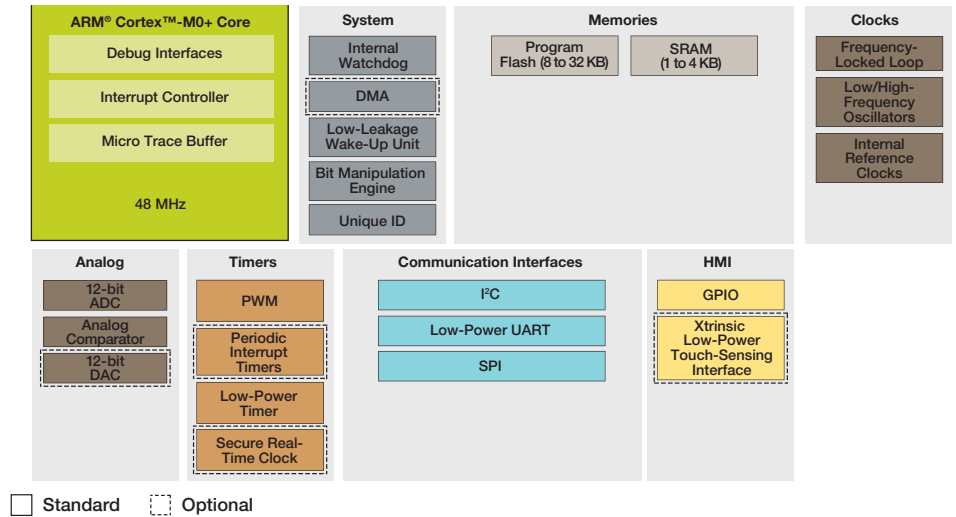 ARM® Cortex™-M0+ Core
Debug Interfaces
Interrupt Controller
Micro Trace Buffer
48 MHz
System
Internal
Watchdog
DMA
Low-Leakage
Wake-Up Unit
Bit Manipulation
Engine
Unique ID
Memories
Program
Flash (8 to 32 KB)
SRAM
(1 to 4 KB)
Clocks
Frequency-
Locked Loop
Low/High-
Frequency
Oscillators
Internal
Reference
Clocks
Analog
12-bit
ADC
Analog
Comparator
12-bit
DAC
Timers
PWM
Periodic
Interrupt
Timers
Low-Power
Timer
Secure Real-
Time Clock
Communication Interfaces
I²C
Low-Power UART
SPI
HMI
GPIO
Xtrinsic
Low-Power
Touch-Sensing
Interface
Standard
Optional